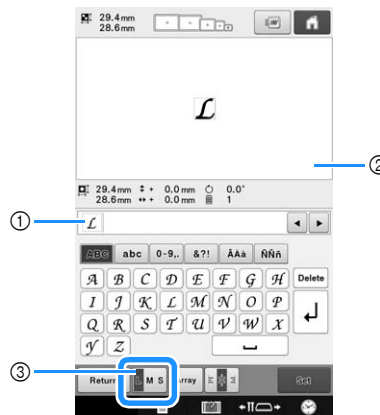 29.4mm
28.6mm
L
②
29.4mm + 0.0mm 0.0°
28.6mm + 0.0mm 1
①
L
ABC abc 0-9,. &?! ÄÀà ÑÑñ
A B C D E F G H Delete
I J K L M N O P
Q R S T U V W X
Y Z
③
Return L M S Array Set